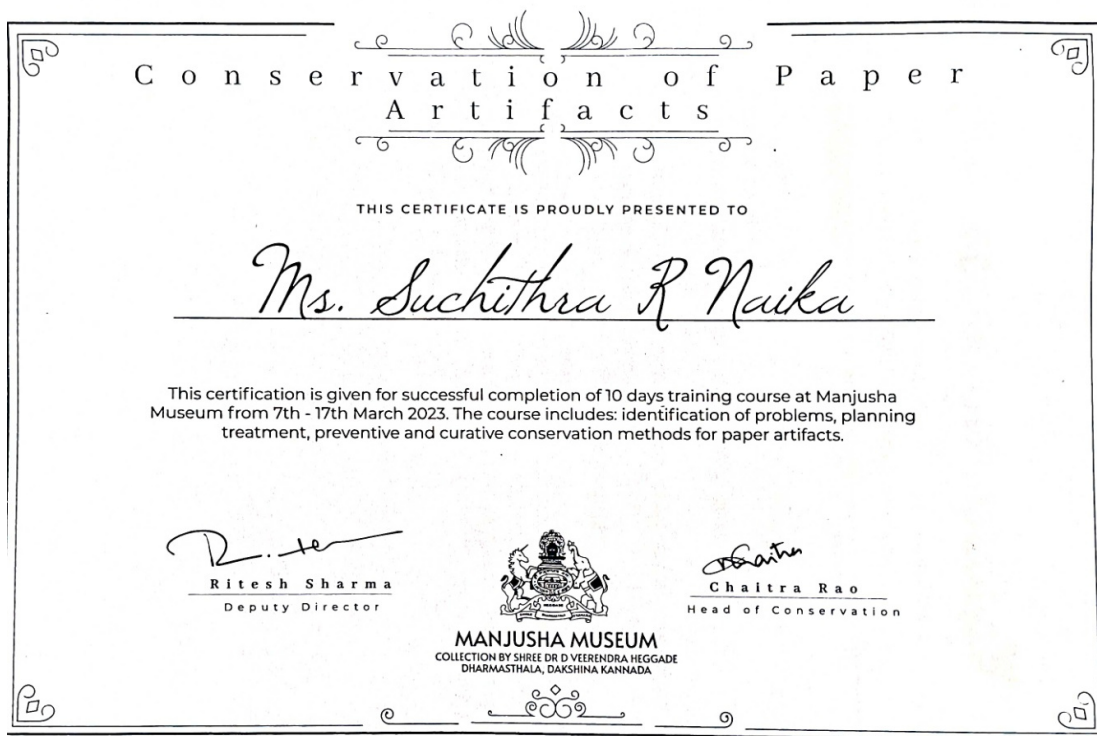 Conservation of Paper
Artifacts
THIS CERTIFICATE IS PROUDLY PRESENTED TO
Ms. Suchithra R Naika
This certification is given for successful completion of 10 days training course at Manjusha
Museum from 7th - 17th March 2023. The course includes: identification of problems, planning
treatment, preventive and curative conservation methods for paper artifacts.
Ritesh Sharma
Deputy Director
Chaitra
Chaitra Rao
Head of Conservation
MANJUSHA MUSEUM
COLLECTION BY SHREE DR D VEERENDRA HEGGADE
DHARMASTHALA, DAKSHINA KANNADA